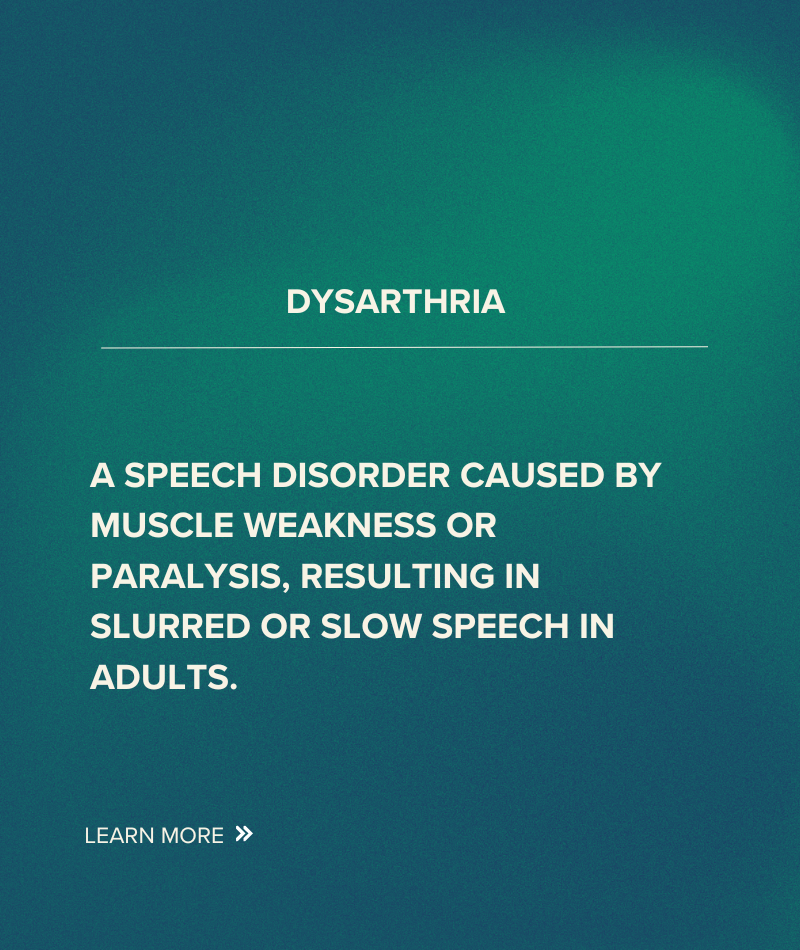 DYSARTHRIA
A SPEECH DISORDER CAUSED BY
MUSCLE WEAKNESS OR
PARALYSIS, RESULTING IN
SLURRED OR SLOW SPEECH IN
ADULTS.
LEARN MORE »